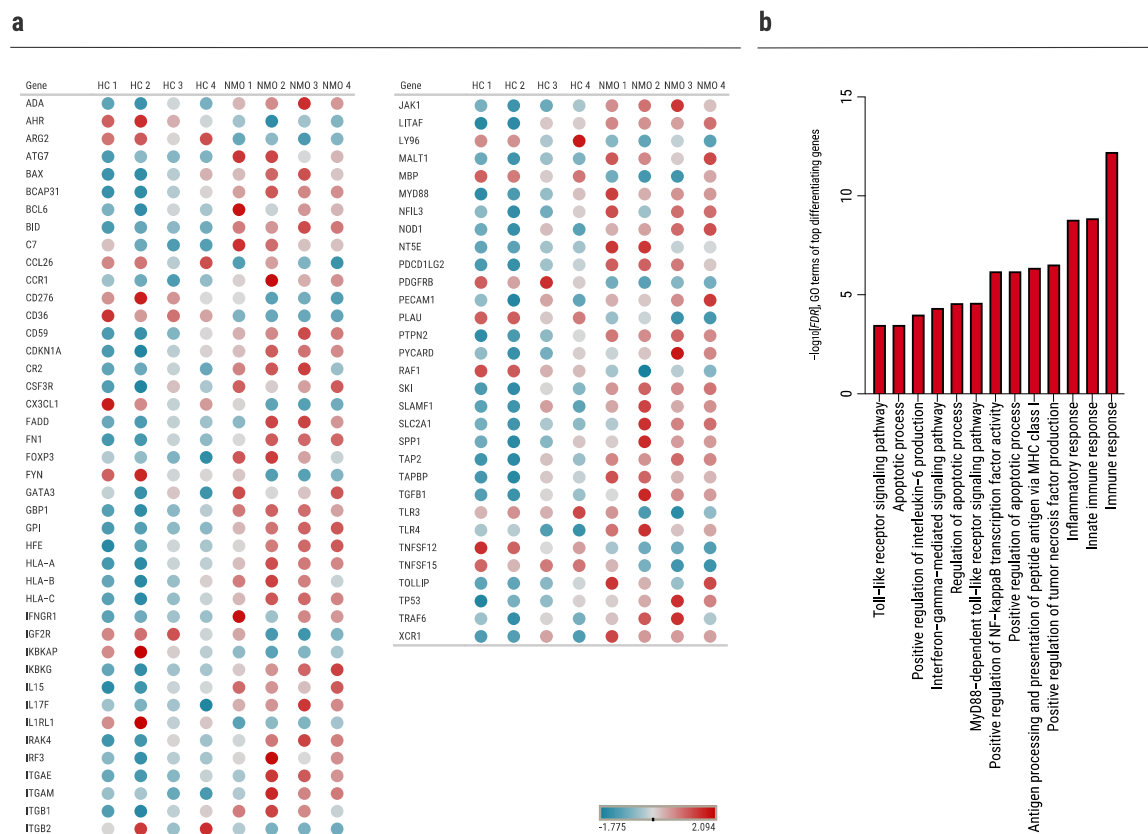 a
Gene HC 1 HC 2 HC 3 HC 4 NMO 1 NMO 2 NMO 3 NMO 4
ADA
AHR
ARG2
ATG7
BAX
BCAP31
BCL6
BID
C7
CCL26
CCR1
CD276
CD36
CD59
CDKN1A
CR2
CSF3R
CX3CL1
FADD
FN1
FOXP3
FYN
GATA3
GBP1
GPI
HFE
HLA-A
HLA-B
HLA-C
IFNGR1
IGF2R
IKBKAP
IKBKG
IL15
IL17F
IL1RL1
IRAK4
IRF3
ITGAE
ITGAM
ITGB1
ITGB2
Gene HC 1 HC 2 HC 3 HC 4 NMO 1 NMO 2 NMO 3 NMO 4
JAK1
LITAF
LY96
MALT1
MBP
MYD88
NFIL3
NOD1
NT5E
PDCD1LG2
PDGFRB
PECAM1
PLAU
PTPN2
PYCARD
RAF1
SKI
SLAMF1
SLC2A1
SPP1
TAP2
TAPBP
TGFB1
TLR3
TLR4
TNFSF12
TNFSF15
TOLLIP
TP53
TRAF6
XCR1
-1.775 2.094
b
-log10[FDR], GO terms of top differentiating genes
15
10
5
0
Toll-like receptor signaling pathway
Apoptotic process
Positive regulation of interleukin-6 production
Interferon-gamma-mediated signaling pathway
Regulation of apoptotic process
MyD88-dependent toll-like receptor signaling pathway
Positive regulation of NF-kappaB transcription factor activity
Positive regulation of apoptotic process
Antigen processing and presentation of peptide antigen via MHC class I
Positive regulation of tumor necrosis factor production
Inflammatory response
Innate immune response
Immune response